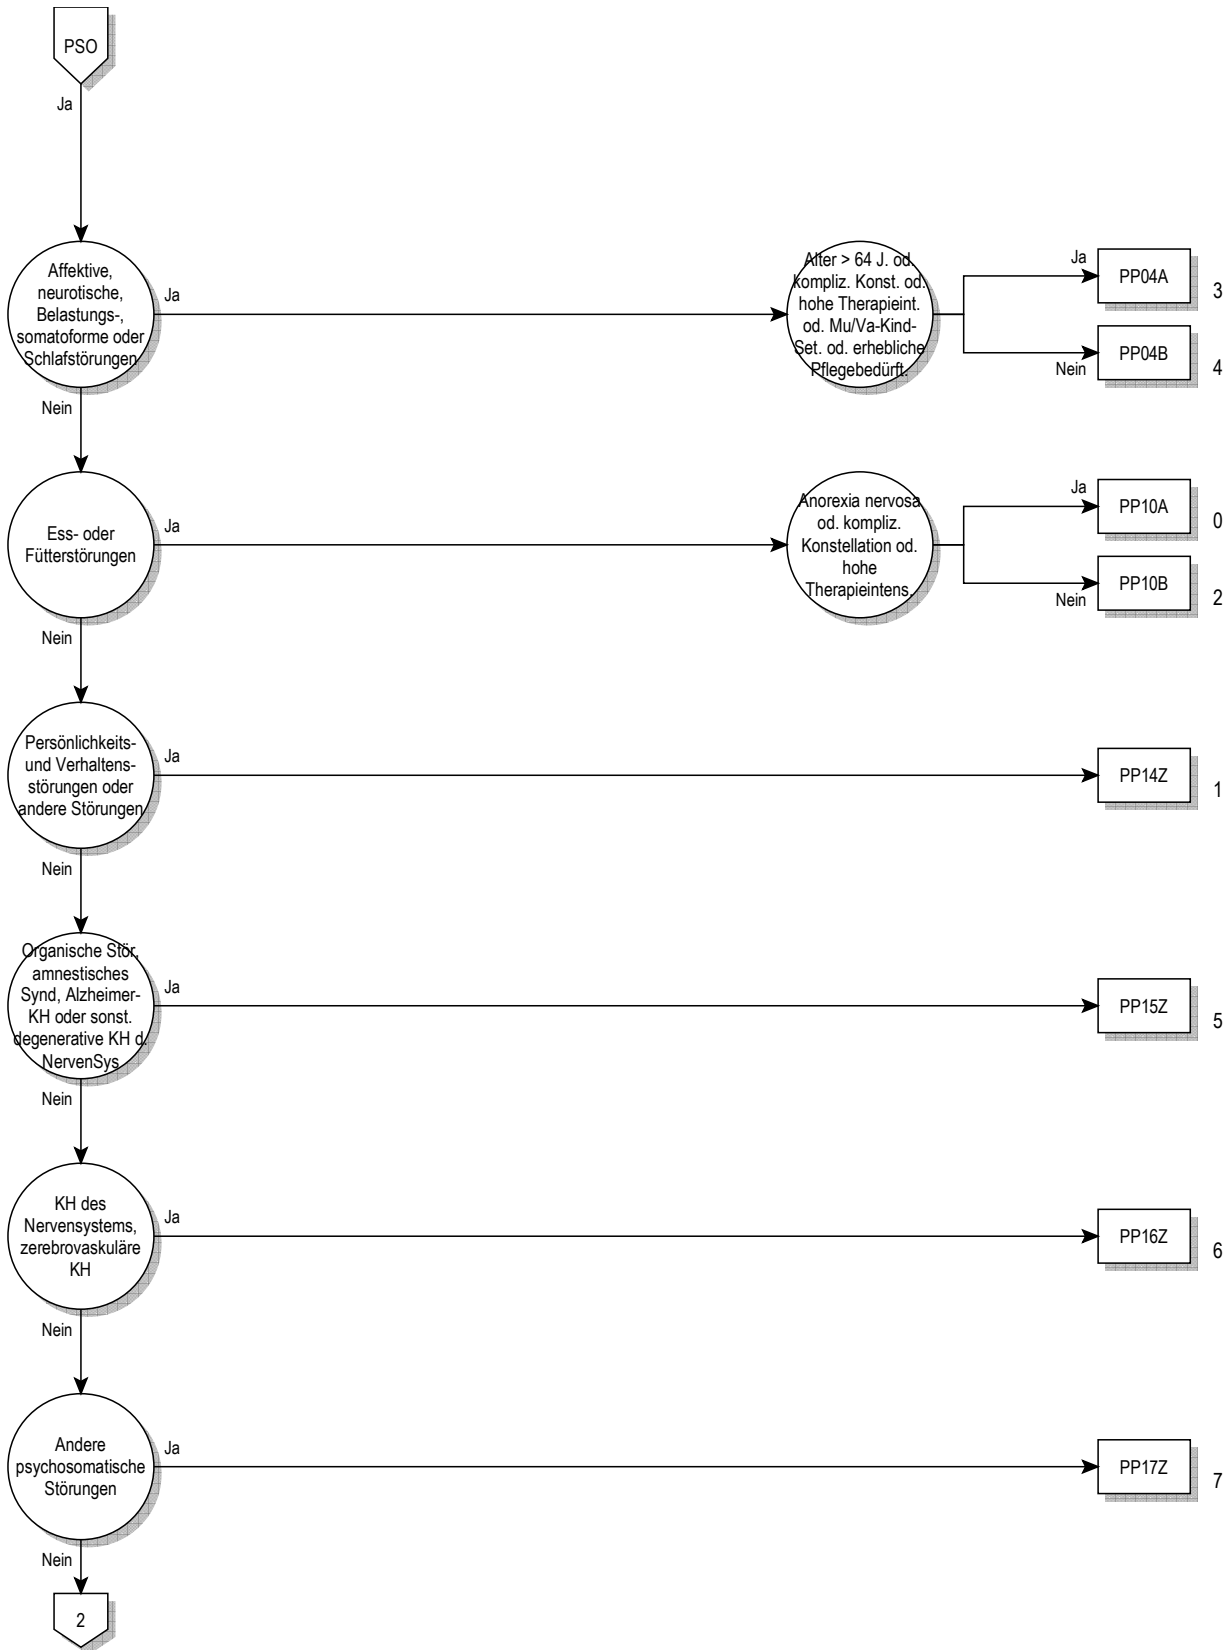 PSO
Ja
Affektive,
neurotische,
Belastungs-,
somatoforme oder
Schlafstörungen
Ja
Alter > 64 J. od.
kompliz. Konst. od.
hohe Therapieint.
od. Mu/Va-Kind-
Set. od. erhebliche
Pflegebedürft.
Ja
PP04A
3
Nein
PP04B
4
Nein
Ess- oder
Fütterstörungen
Ja
Anorexia nervosa
od. kompliz.
Konstellation od.
hohe
Therapieintens.
Ja
PP10A
0
Nein
PP10B
2
Nein
Persönlichkeits-
und Verhaltens-
störungen oder
andere Störungen
Ja
PP14Z
1
Nein
Organische Stör,
amnestisches
Synd, Alzheimer-
KH oder sonst.
degenerative KH d.
NervenSys
Ja
PP15Z
5
Nein
KH des
Nervensystems,
zerebrovaskuläre
KH
Ja
PP16Z
6
Nein
Andere
psychosomatische
Störungen
Ja
PP17Z
7
Nein
2